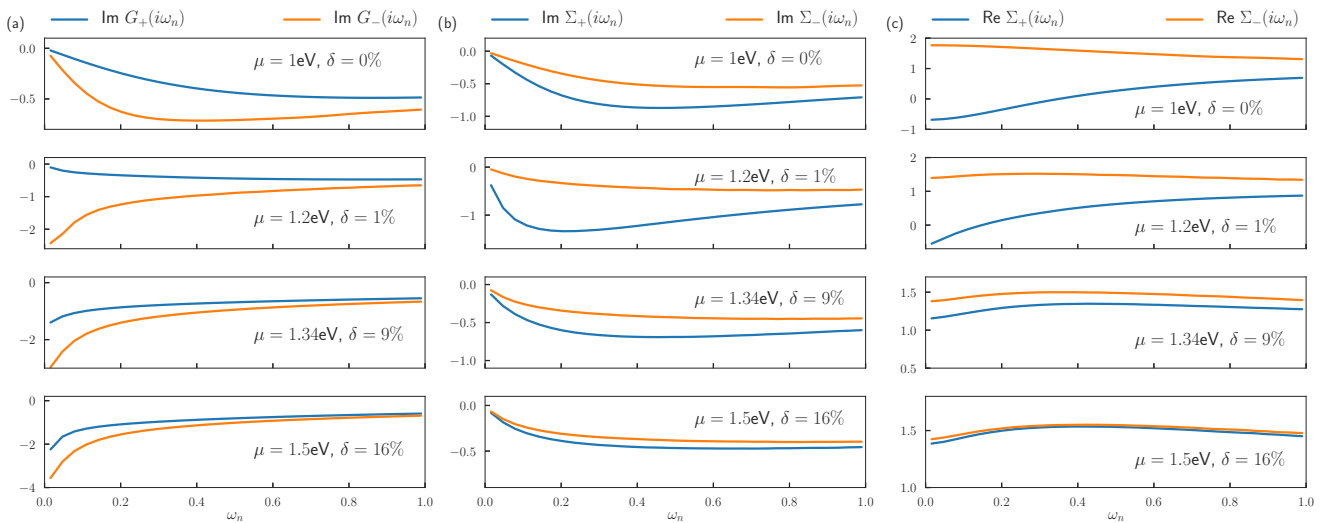 (a)
Im G₊(iωₙ)
Im G₋(iωₙ)
0.0
−0.5
μ = 1eV, δ = 0%
0
−1
−2
μ = 1.2eV, δ = 1%
0
−2
μ = 1.34eV, δ = 9%
0
−2
−4
μ = 1.5eV, δ = 16%
0.0 0.2 0.4 0.6 0.8 1.0
ωₙ
(b)
Im Σ₊(iωₙ)
Im Σ₋(iωₙ)
0.0
−0.5
−1.0
μ = 1eV, δ = 0%
0
−1
μ = 1.2eV, δ = 1%
0.0
−0.5
−1.0
μ = 1.34eV, δ = 9%
0.0
−0.5
μ = 1.5eV, δ = 16%
0.0 0.2 0.4 0.6 0.8 1.0
ωₙ
(c)
Re Σ₊(iωₙ)
Re Σ₋(iωₙ)
2
1
0
−1
μ = 1eV, δ = 0%
2
1
0
μ = 1.2eV, δ = 1%
1.5
1.0
0.5
μ = 1.34eV, δ = 9%
1.5
1.0
μ = 1.5eV, δ = 16%
0.0 0.2 0.4 0.6 0.8 1.0
ωₙ